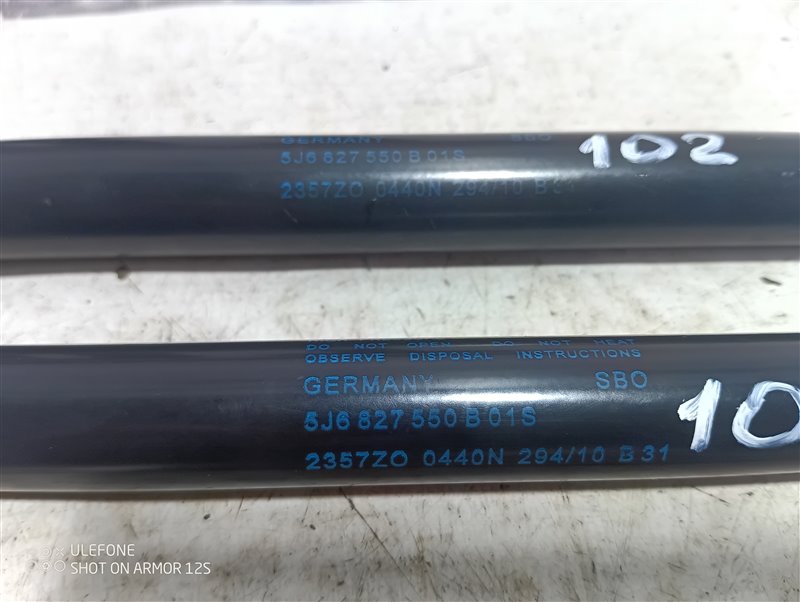 GERMANY SBO
5J6 827 550 B 01S 102
2357ZO 0440N 294/10 B
DO NOT OPEN DO NOT HEAT
OBSERVE DISPOSAL INSTRUCTIONS
GERMANY SBO
5J6 827 550 B 01S 10
2357ZO 0440N 294/10 B 31
ULEFONE
SHOT ON ARMOR 12S